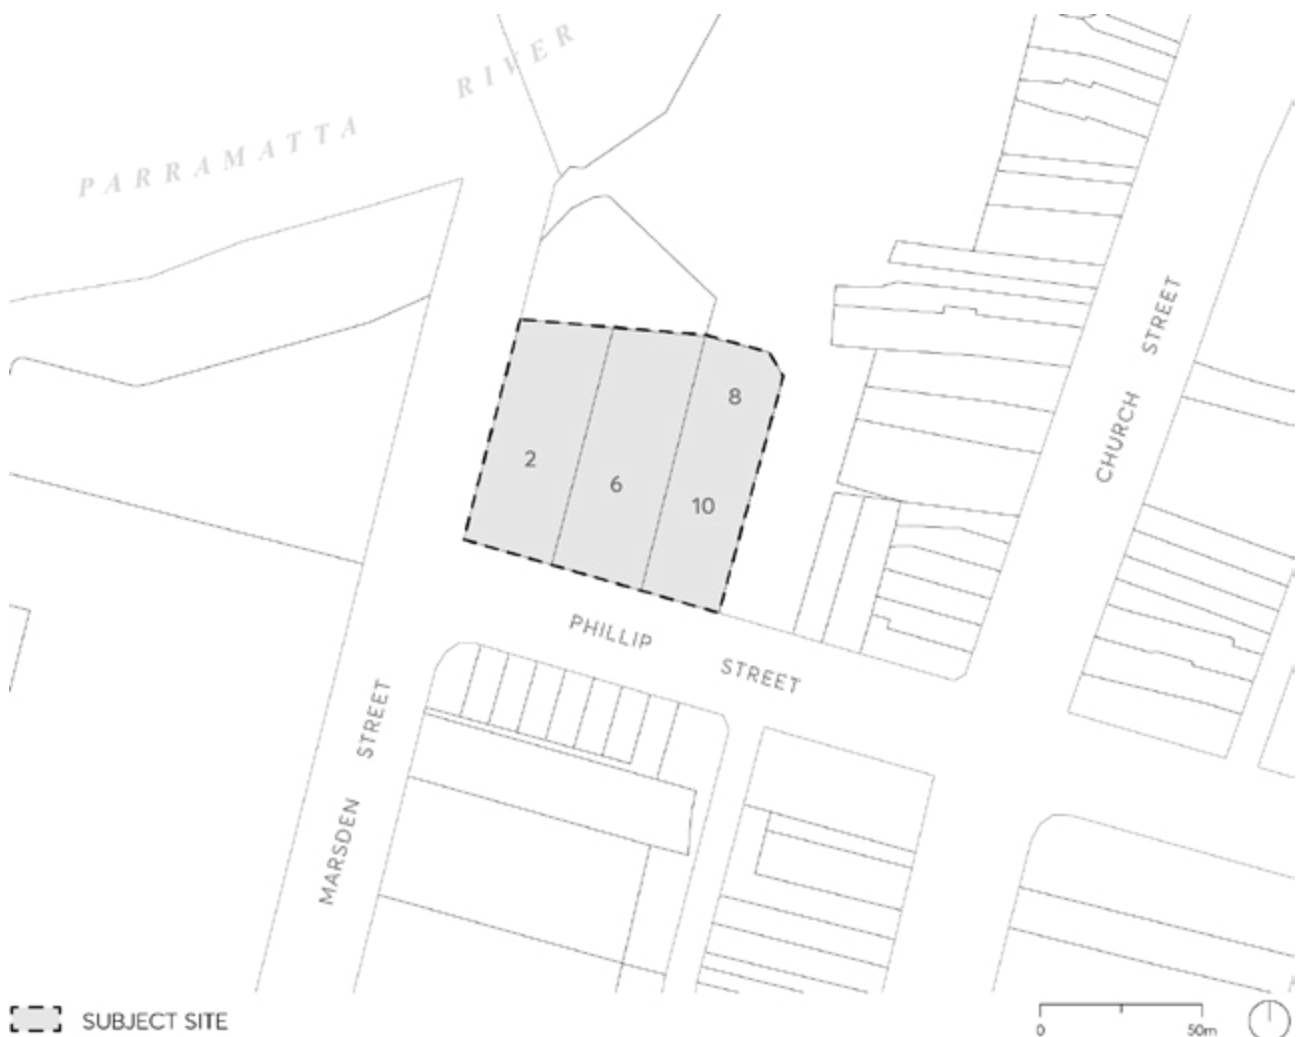 PARRAMATTA RIVER
CHURCH STREET
8
2
6
10
PHILLIP STREET
MARSDEN STREET
SUBJECT SITE
0 50m